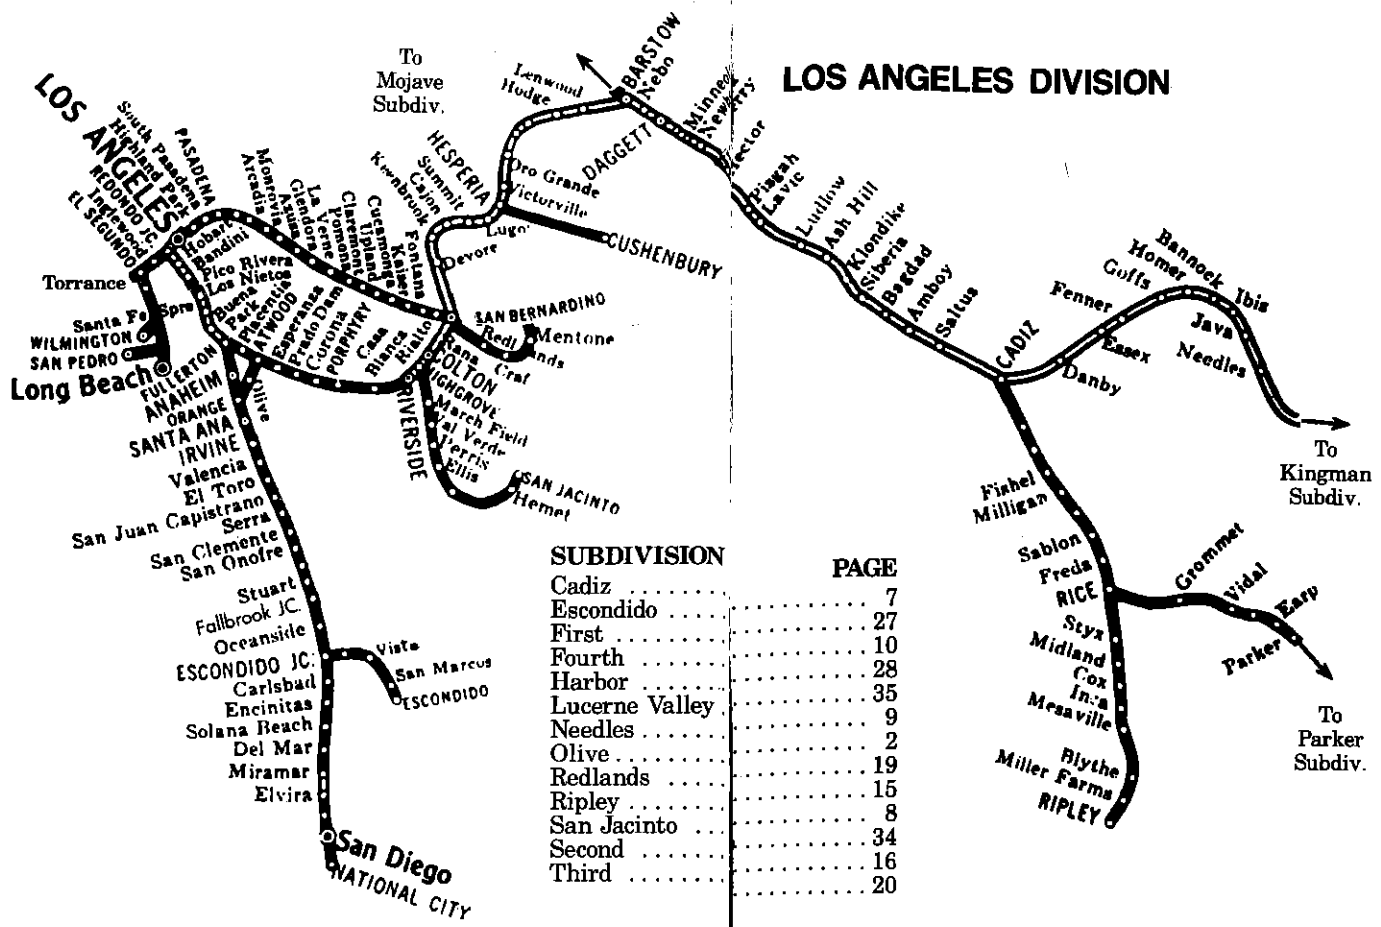 LOS ANGELES DIVISION
To
Mojave
Subdiv.
BARSTOW
Nebo
DAGGETT
Minneola
Newberry
Hector
Pisgah
Lavic
Ludlow
Ash Hill
Klondike
Siberia
Bagdad
Amboy
Saltus
CADIZ
Danby
Essex
Fenner
Goffs
Homer
Bannock
Ibis
Java
Needles
To
Kingman
Subdiv.
Lenwood
Hodge
Oro Grande
Victorville
HESPERIA
Lugo
Summit
Cajon
Keenbrook
Devore
CUSHENBURY
LOS ANGELES
South Pasadena
Highland Park
PASADENA
REDONDO JC.
Inglewood
EL SEGUNDO
Torrance
Hobart
Bandini
Pico Rivera
Los Nietos
Santa Fe Spre
Buena
Park
Placentia
ATWOOD
Esperanza
Prado Dam
Corona
PORPHYRY
Casa
Blanca
Rialto
Arcadia
Monrovia
Azusa
Glendora
La
Verne
Pomona
Claremont
Upland
Cucamonga
Kaiser
Fontana
SAN BERNARDINO
Redlands
Mentone
Craf
Rana
COLTON
HIGHGROVE
RIVERSIDE
March Field
Val Verde
Perris
Ellis
SAN JACINTO
Hemet
WILMINGTON
SAN PEDRO
Long Beach
FULLERTON
ANAHEIM
Olive
ORANGE
SANTA ANA
IRVINE
Valencia
El Toro
San Juan Capistrano
Serra
San Clemente
San Onofre
Stuart
Fallbrook JC.
Oceanside
ESCONDIDO JC.
Vista
San Marcus
ESCONDIDO
Carlsbad
Encinitas
Solana Beach
Del Mar
Miramar
Elvira
San Diego
NATIONAL CITY
Fishel
Milligan
Sablon
Freda
RICE
Grommet
Vidal
Earp
Parker
To
Parker
Subdiv.
Styx
Midland
Cox
Inca
Mesaville
Blythe
Miller Farms
RIPLEY
SUBDIVISION PAGE
Cadiz 7
Escondido 27
First 10
Fourth 28
Harbor 35
Lucerne Valley 9
Needles 2
Olive 19
Redlands 15
Ripley 8
San Jacinto 34
Second 16
Third 20